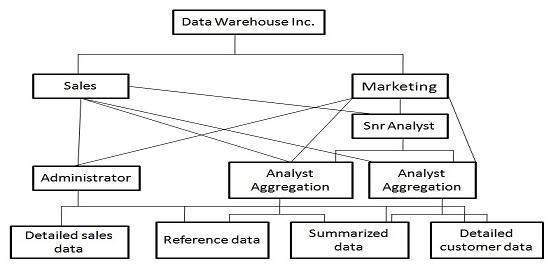 Data Warehouse Inc.
Sales
Marketing
Snr Analyst
Administrator
Analyst
Aggregation
Analyst
Aggregation
Detailed sales
data
Reference data
Summarized
data
Detailed
customer data